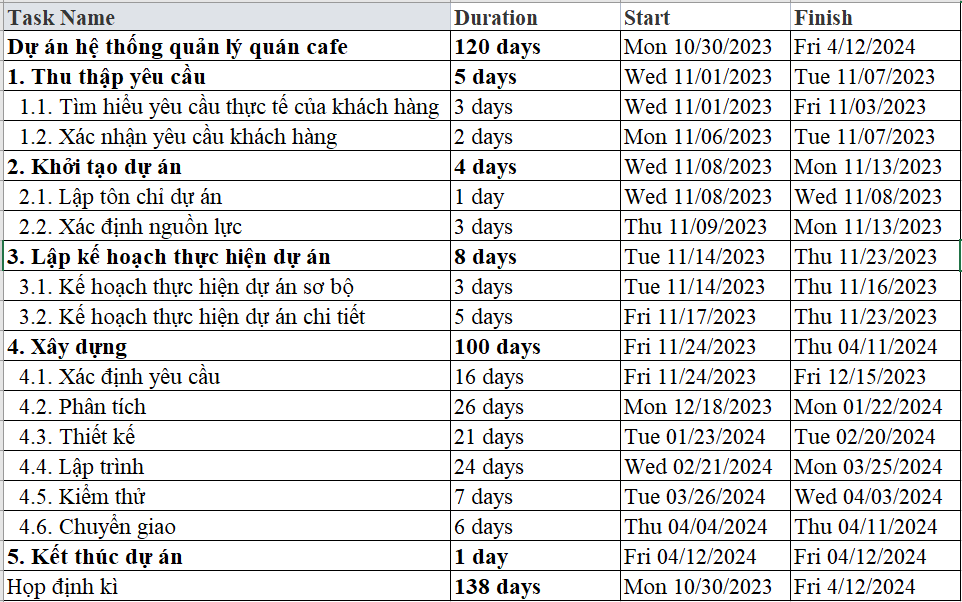 Task Name Duration Start Finish
Dự án hệ thống quản lý quán cafe 120 days Mon 10/30/2023 Fri 4/12/2024
1. Thu thập yêu cầu 5 days Wed 11/01/2023 Tue 11/07/2023
1.1. Tìm hiểu yêu cầu thực tế của khách hàng 3 days Wed 11/01/2023 Fri 11/03/2023
1.2. Xác nhận yêu cầu khách hàng 2 days Mon 11/06/2023 Tue 11/07/2023
2. Khởi tạo dự án 4 days Wed 11/08/2023 Mon 11/13/2023
2.1. Lập tôn chỉ dự án 1 day Wed 11/08/2023 Wed 11/08/2023
2.2. Xác định nguồn lực 3 days Thu 11/09/2023 Mon 11/13/2023
3. Lập kế hoạch thực hiện dự án 8 days Tue 11/14/2023 Thu 11/23/2023
3.1. Kế hoạch thực hiện dự án sơ bộ 3 days Tue 11/14/2023 Thu 11/16/2023
3.2. Kế hoạch thực hiện dự án chi tiết 5 days Fri 11/17/2023 Thu 11/23/2023
4. Xây dựng 100 days Fri 11/24/2023 Thu 04/11/2024
4.1. Xác định yêu cầu 16 days Fri 11/24/2023 Fri 12/15/2023
4.2. Phân tích 26 days Mon 12/18/2023 Mon 01/22/2024
4.3. Thiết kế 21 days Tue 01/23/2024 Tue 02/20/2024
4.4. Lập trình 24 days Wed 02/21/2024 Mon 03/25/2024
4.5. Kiểm thử 7 days Tue 03/26/2024 Wed 04/03/2024
4.6. Chuyển giao 6 days Thu 04/04/2024 Thu 04/11/2024
5. Kết thúc dự án 1 day Fri 04/12/2024 Fri 04/12/2024
Họp định kì 138 days Mon 10/30/2023 Fri 4/12/2024